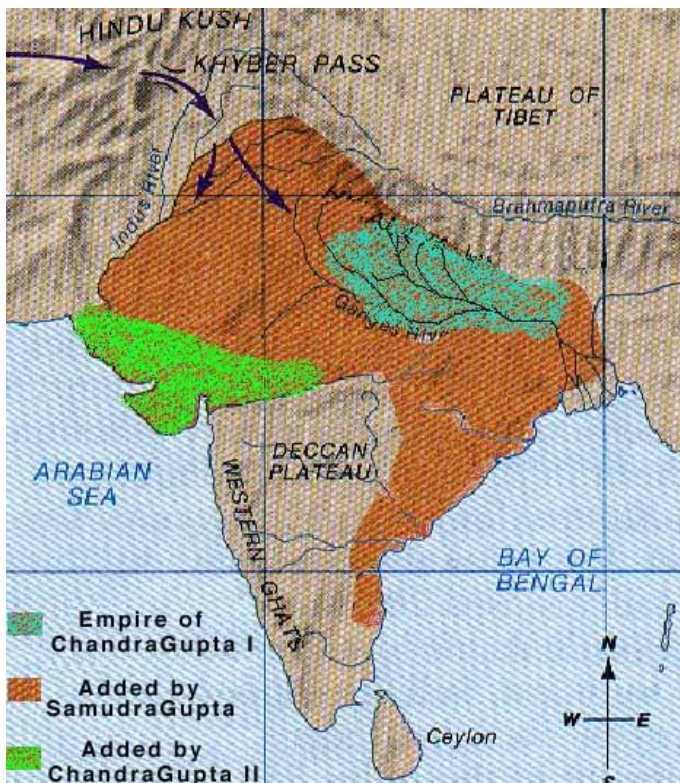 HINDU KUSH
KHYBER PASS
PLATEAU OF
TIBET
Indus River
Brahmaputra River
Ganges River
DECCAN
PLATEAU
ARABIAN
SEA
WESTERN GHATS
BAY OF
BENGAL
Empire of
ChandraGupta I
Added by
SamudraGupta
Added by
ChandraGupta II
Ceylon
N
W E
S